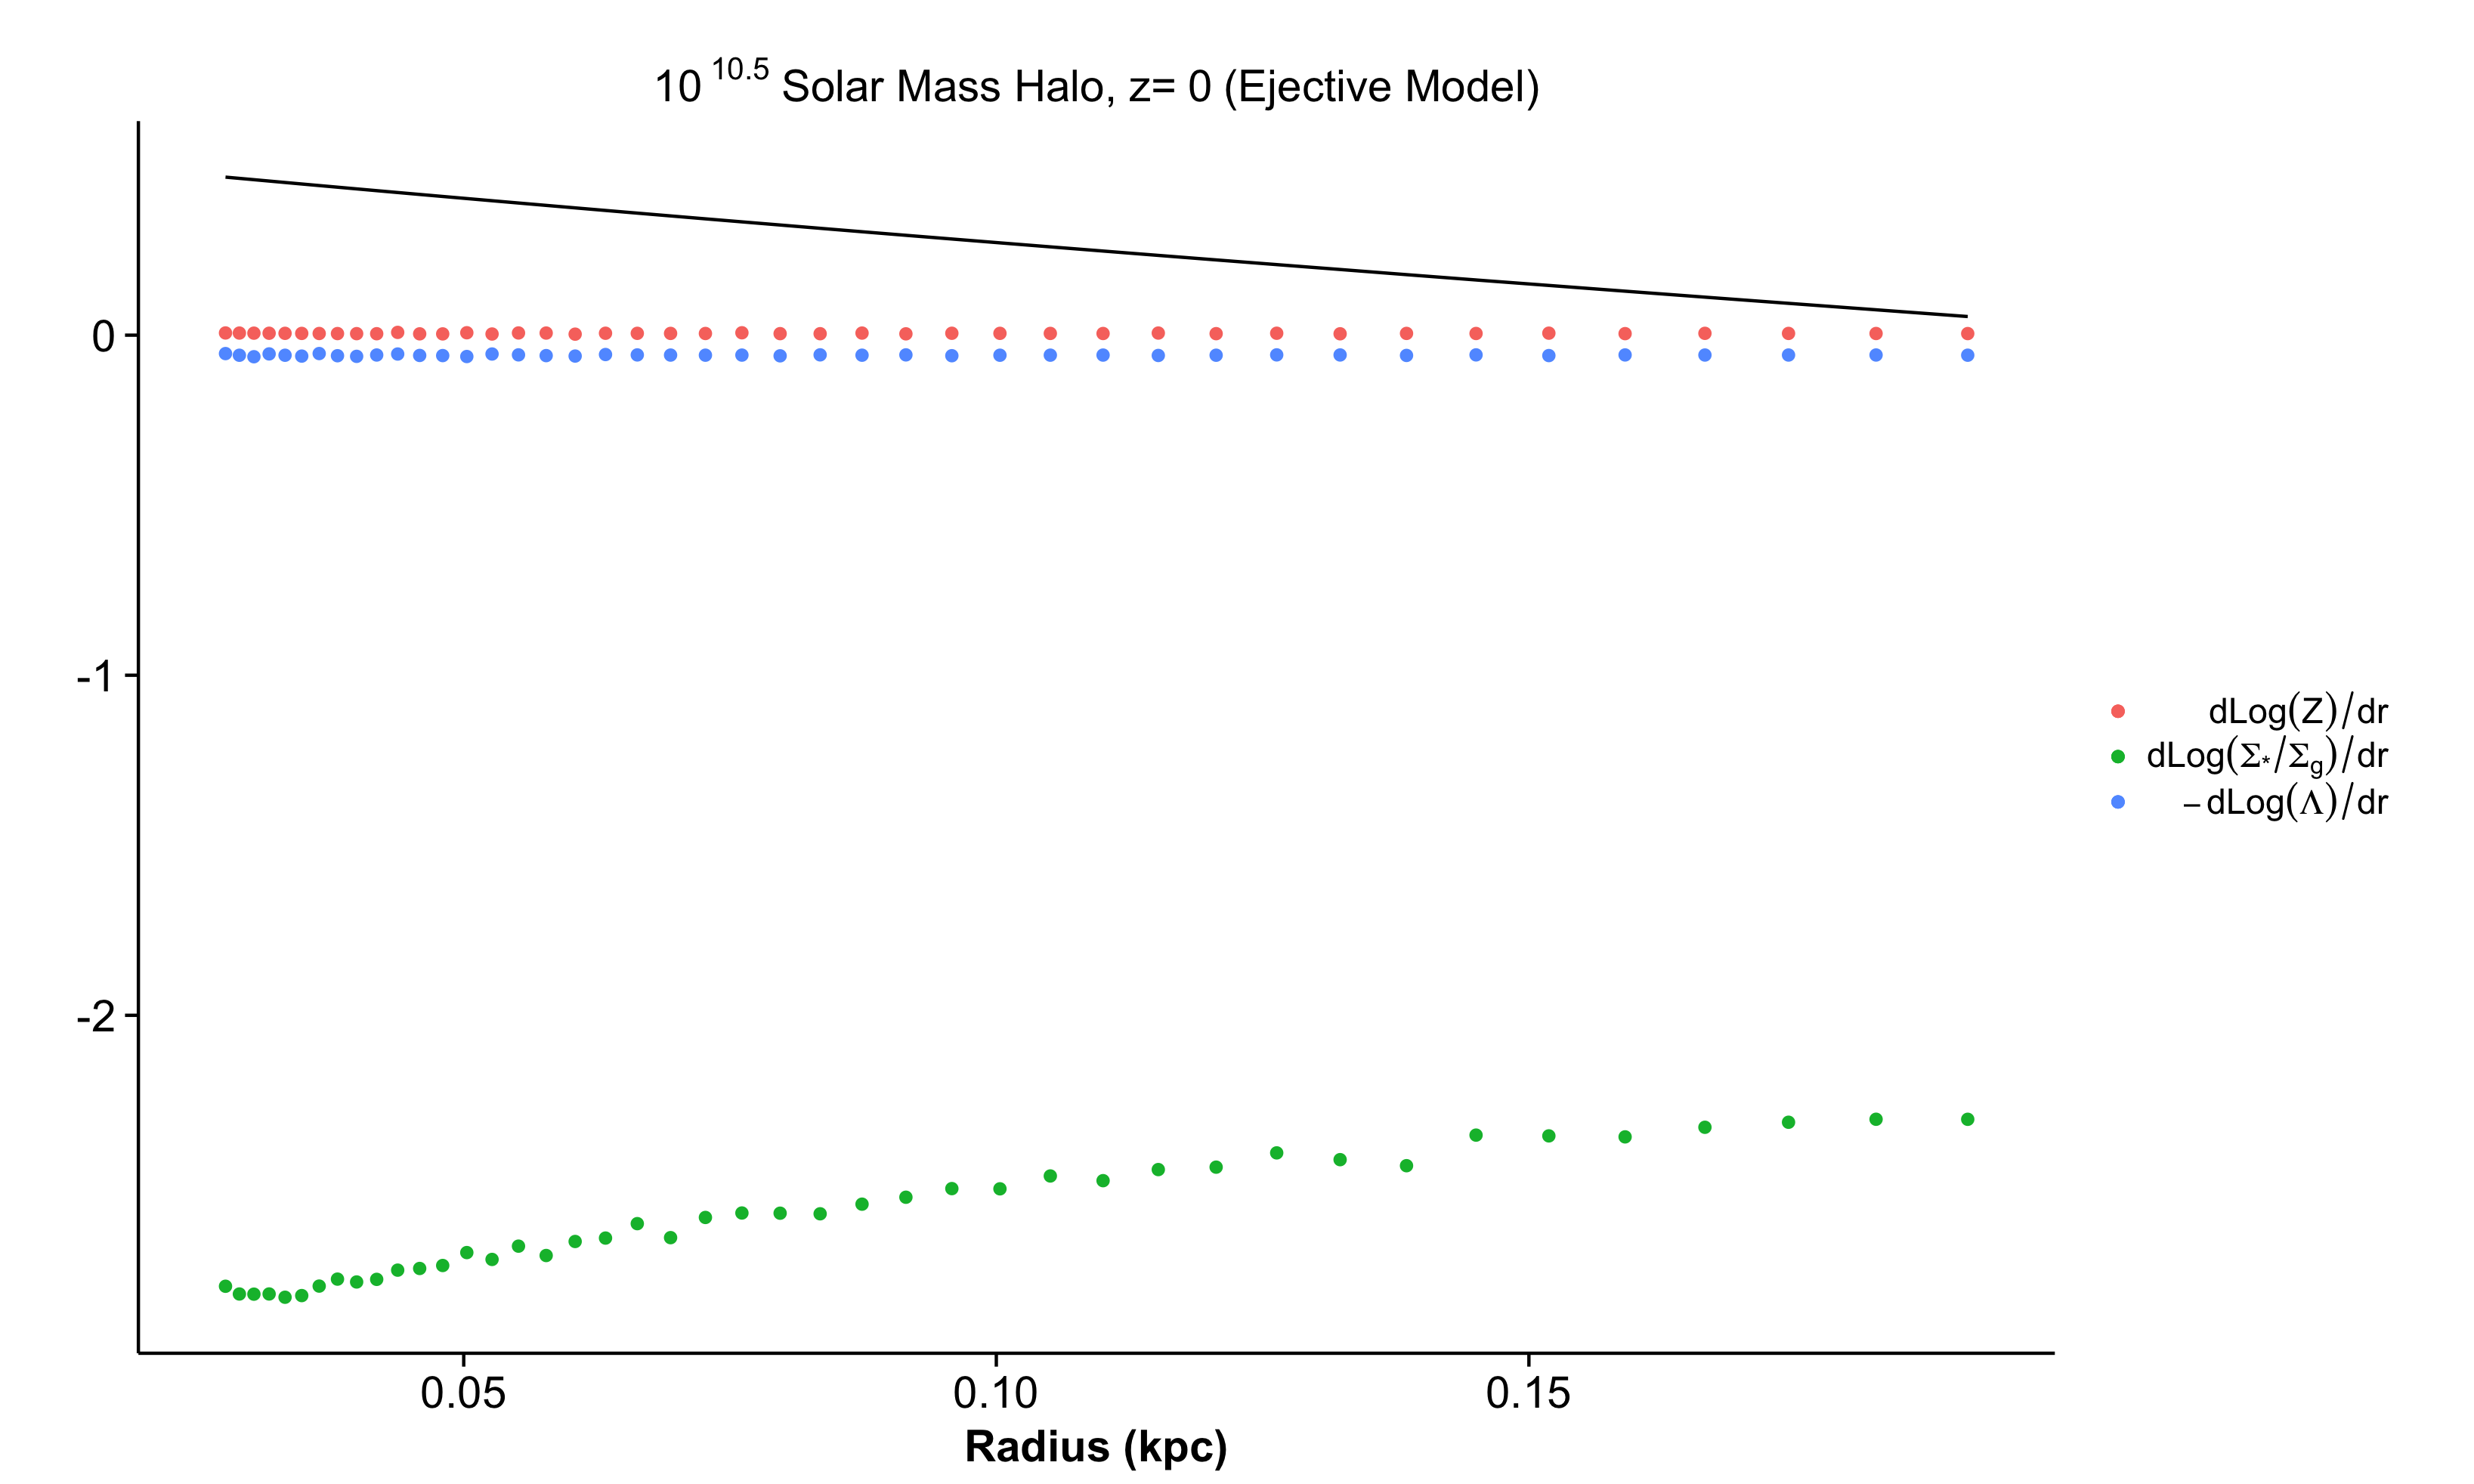 10^10.5 Solar Mass Halo, z= 0 (Ejective Model)
0
-1
-2
dLog(Z)/dr
dLog(Σ*/Σg)/dr
– dLog(Λ)/dr
0.05 0.10 0.15
Radius (kpc)